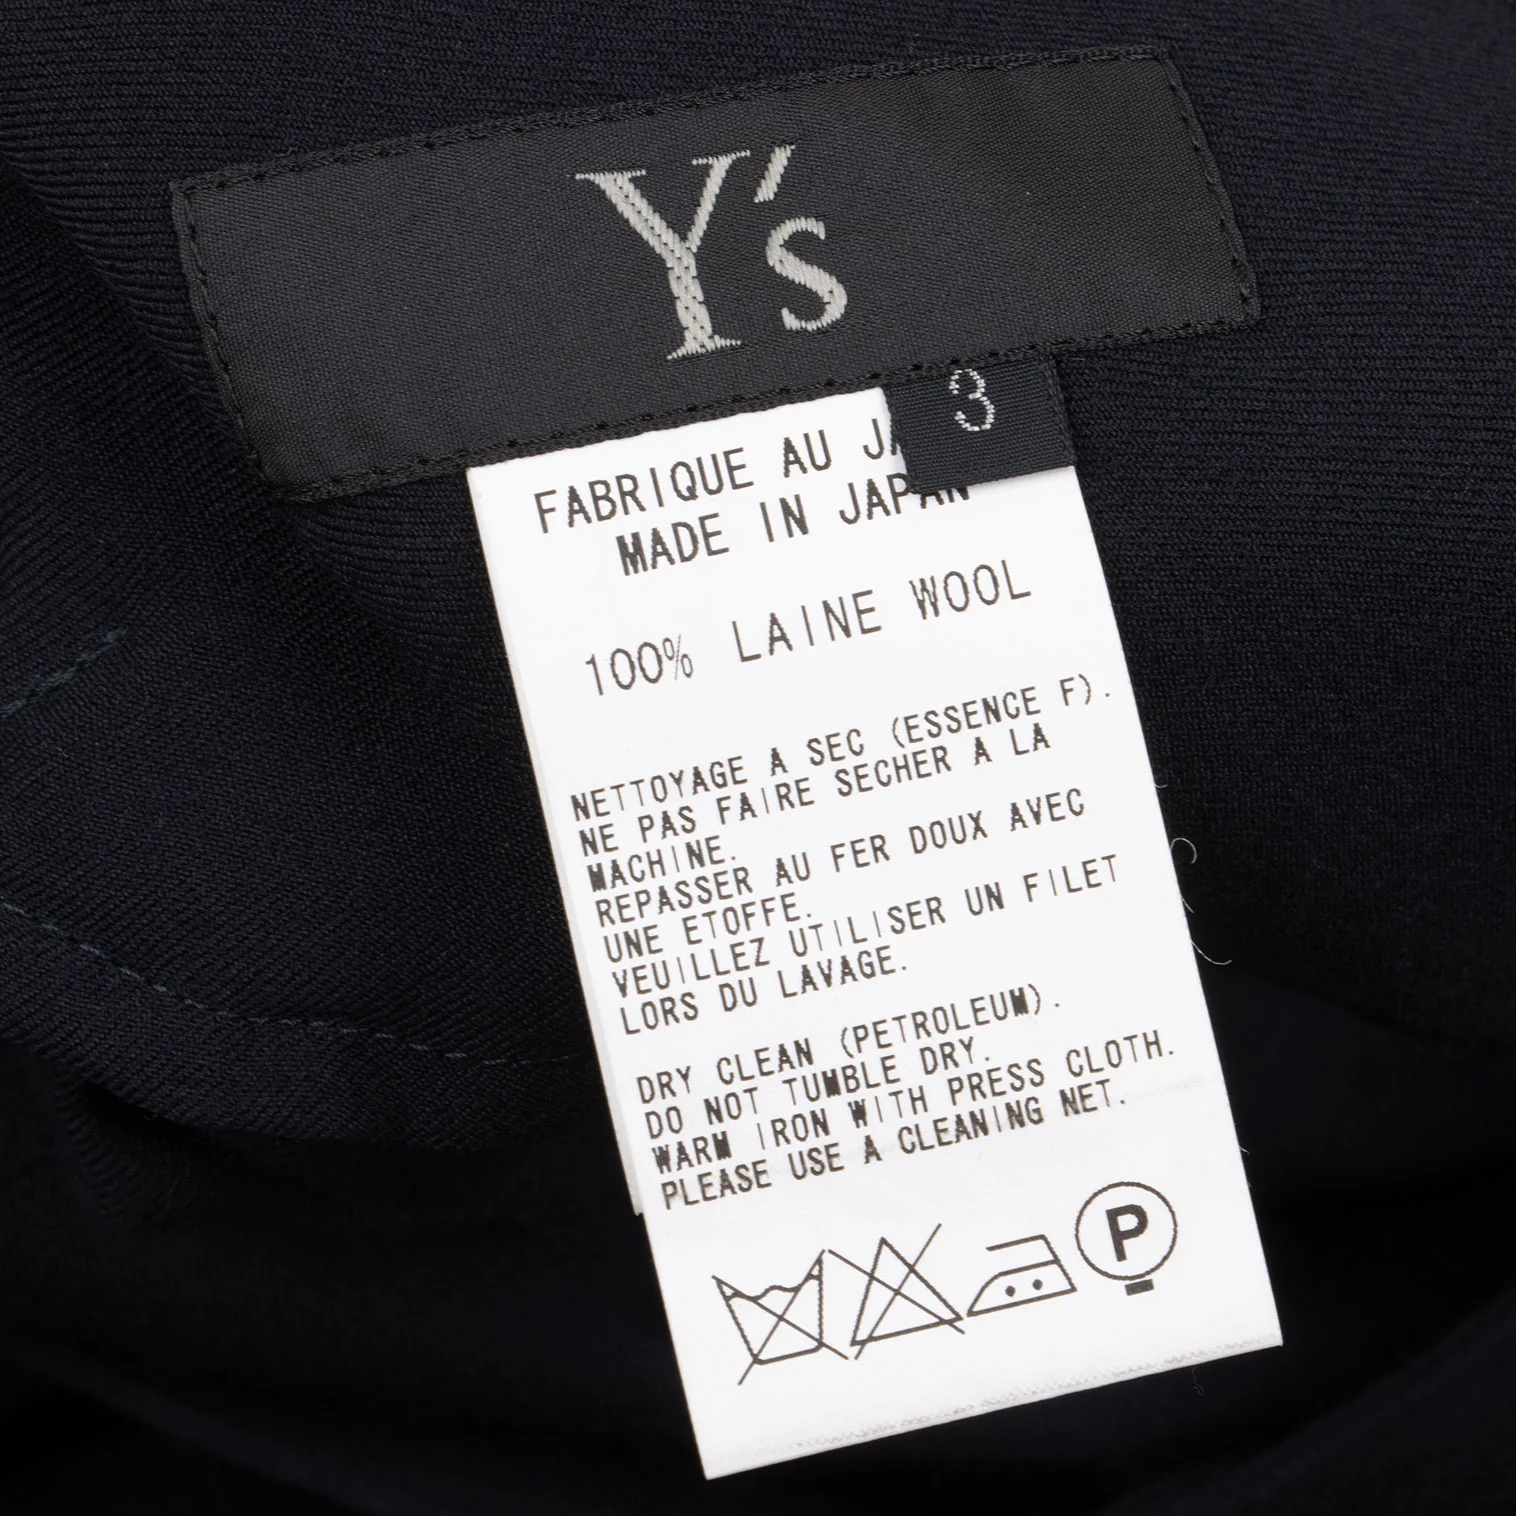 Y's
3
FABRIQUE AU
MADE IN JAPAN
100% LAINE WOOL
NETTOYAGE A SEC (ESSENCE F).
NE PAS FAIRE SECHER A LA
MACHINE.
REPASSER AU FER DOUX AVEC
UNE ETOFFE.
VEUILLEZ UTILISER UN FILET
LORS DU LAVAGE.
DRY CLEAN (PETROLEUM).
DO NOT TUMBLE DRY.
WARM IRON WITH PRESS CLOTH.
PLEASE USE A CLEANING NET.
P